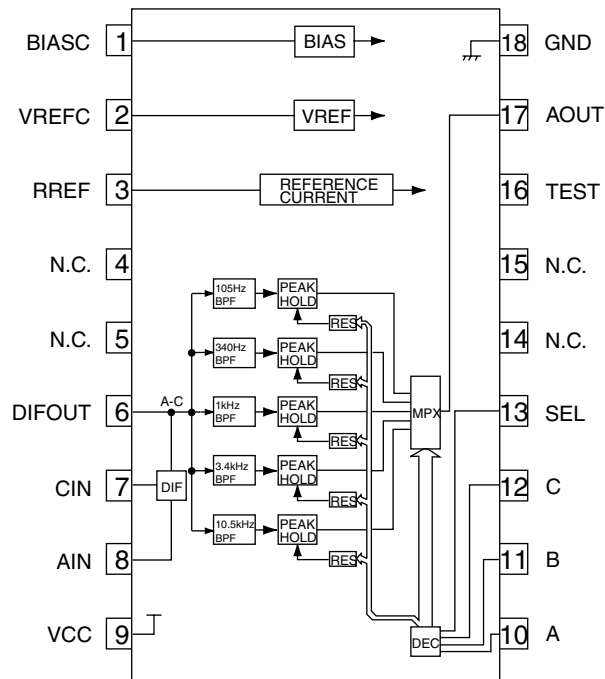 BIASC 1 BIAS 18 GND
VREFC 2 VREF 17 AOUT
RREF 3 REFERENCE
CURRENT 16 TEST
N.C. 4 15 N.C.
105Hz
BPF
PEAK
HOLD
RES
N.C. 5 14 N.C.
340Hz
BPF
PEAK
HOLD
RES
DIFOUT 6 A-C 13 SEL
1kHz
BPF
PEAK
HOLD
MPX
RES
CIN 7 DIF 12 C
3.4kHz
BPF
PEAK
HOLD
RES
AIN 8 11 B
10.5kHz
BPF
PEAK
HOLD
RES
VCC 9 DEC 10 A